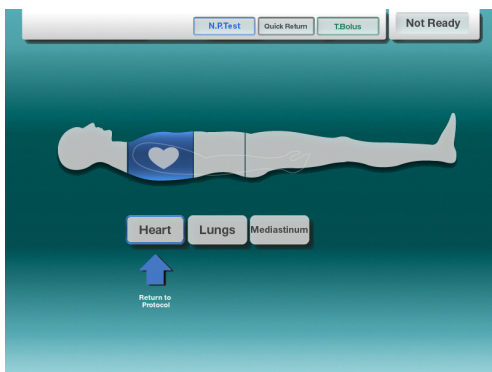 N.P.Test
Quick Return
T.Bolus
Not Ready
Heart
Lungs
Mediastinum
Return to
Protocol